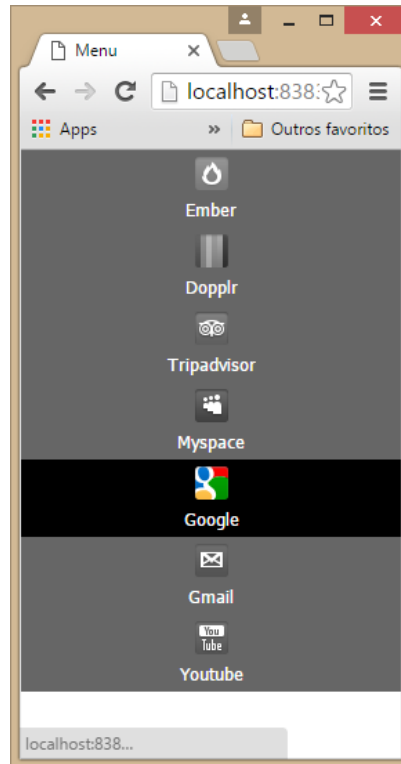 Menu
localhost:838
Apps » Outros favoritos
Ember
Dopplr
Tripadvisor
Myspace
Google
Gmail
You
Tube
Youtube
localhost:838...